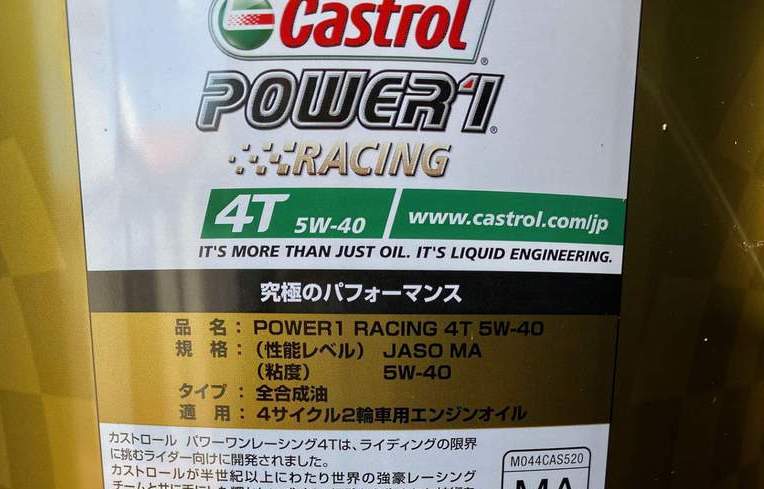 Castrol
POWER1
RACING
4T 5W-40 www.castrol.com/jp
IT'S MORE THAN JUST OIL. IT'S LIQUID ENGINEERING.
究極のパフォーマンス
品 名： POWER1 RACING 4T 5W-40
規 格：（性能レベル） JASO MA
（粘度） 5W-40
タイプ： 全合成油
適 用： 4サイクル2輪車用エンジンオイル
カストロール パワーワンレーシング4Tは、ライディングの限界
に挑むライダー向けに開発されました。
カストロールが半世紀以上にわたり世界の強豪レーシング
M044CAS520
MA